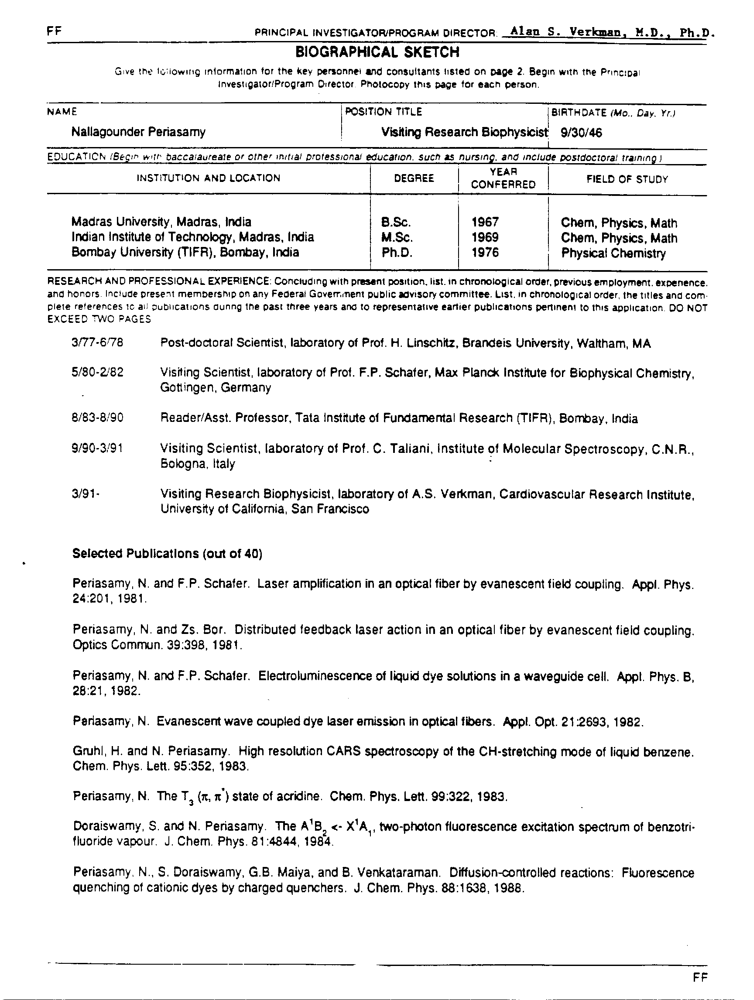 FF
PRINCIPAL INVESTIGATOR/PROGRAM DIRECTOR: Alan S. Verkman, M.D., Ph.D.
BIOGRAPHICAL SKETCH
Give the following information for the key personnel and consultants listed on page 2. Begin with the Principal
Investigator/Program Director. Photocopy this page for each person.
NAME POSITION TITLE BIRTHDATE (Mo., Day, Yr.)
Nallagounder Periasamy Visiting Research Biophysicist 9/30/46
EDUCATION (Begin with baccalaureate or other initial professional education, such as nursing, and include postdoctoral training.)
INSTITUTION AND LOCATION DEGREE YEAR CONFERRED FIELD OF STUDY
Madras University, Madras, India B.Sc. 1967 Chem, Physics, Math
Indian Institute of Technology, Madras, India M.Sc. 1969 Chem, Physics, Math
Bombay University (TIFR), Bombay, India Ph.D. 1976 Physical Chemistry
RESEARCH AND PROFESSIONAL EXPERIENCE: Concluding with present position, list, in chronological order, previous employment, experience,
and honors. Include present membership on any Federal Government public advisory committee. List, in chronological order, the titles and com-
plete references to all publications during the past three years and to representative earlier publications pertinent to this application. DO NOT
EXCEED TWO PAGES
3/77-6/78 Post-doctoral Scientist, laboratory of Prof. H. Linschitz, Brandeis University, Waltham, MA
5/80-2/82 Visiting Scientist, laboratory of Prof. F.P. Schafer, Max Planck Institute for Biophysical Chemistry,
Gottingen, Germany
8/83-8/90 Reader/Asst. Professor, Tata Institute of Fundamental Research (TIFR), Bombay, India
9/90-3/91 Visiting Scientist, laboratory of Prof. C. Taliani, Institute of Molecular Spectroscopy, C.N.R.,
Bologna, Italy
3/91- Visiting Research Biophysicist, laboratory of A.S. Verkman, Cardiovascular Research Institute,
University of California, San Francisco
Selected Publications (out of 40)
Periasamy, N. and F.P. Schafer. Laser amplification in an optical fiber by evanescent field coupling. Appl. Phys.
24:201, 1981.
Periasamy, N. and Zs. Bor. Distributed feedback laser action in an optical fiber by evanescent field coupling.
Optics Commun. 39:398, 1981.
Periasamy, N. and F.P. Schafer. Electroluminescence of liquid dye solutions in a waveguide cell. Appl. Phys. B,
28:21, 1982.
Periasamy, N. Evanescent wave coupled dye laser emission in optical fibers. Appl. Opt. 21:2693, 1982.
Gruhl, H. and N. Periasamy. High resolution CARS spectroscopy of the CH-stretching mode of liquid benzene.
Chem. Phys. Lett. 95:352, 1983.
Periasamy, N. The T₃ (π, π*) state of acridine. Chem. Phys. Lett. 99:322, 1983.
Doraiswamy, S. and N. Periasamy. The A¹B₂ <- X¹A₁, two-photon fluorescence excitation spectrum of benzotri-
fluoride vapour. J. Chem. Phys. 81:4844, 1984.
Periasamy. N., S. Doraiswamy, G.B. Maiya, and B. Venkataraman. Diffusion-controlled reactions: Fluorescence
quenching of cationic dyes by charged quenchers. J. Chem. Phys. 88:1638, 1988.
FF